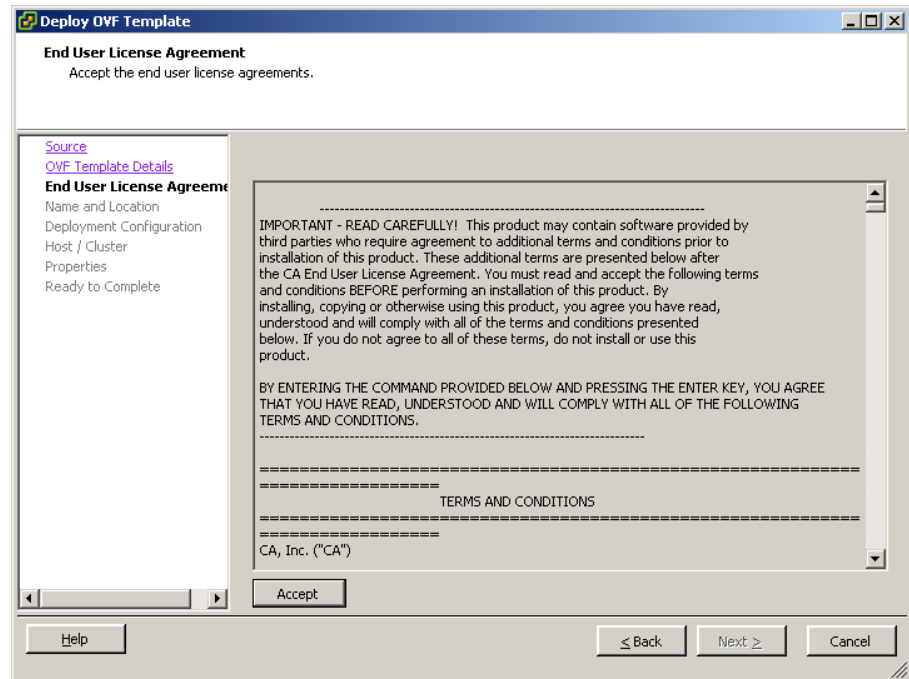 Deploy OVF Template
End User License Agreement
Accept the end user license agreements.
Source
OVF Template Details
End User License Agreeme
Name and Location
Deployment Configuration
Host / Cluster
Properties
Ready to Complete
--------------------------------------------------------------------------------
IMPORTANT - READ CAREFULLY!  This product may contain software provided by
third parties who require agreement to additional terms and conditions prior to
installation of this product. These additional terms are presented below after
the CA End User License Agreement. You must read and accept the following terms
and conditions BEFORE performing an installation of this product. By
installing, copying or otherwise using this product, you agree you have read,
understood and will comply with all of the terms and conditions presented
below. If you do not agree to all of these terms, do not install or use this
product.
BY ENTERING THE COMMAND PROVIDED BELOW AND PRESSING THE ENTER KEY, YOU AGREE
THAT YOU HAVE READ, UNDERSTOOD AND WILL COMPLY WITH ALL OF THE FOLLOWING
TERMS AND CONDITIONS.
--------------------------------------------------------------------------------
============================================================
==================
TERMS AND CONDITIONS
============================================================
==================
CA, Inc. ("CA")
Accept
Help
≤ Back
Next ≥
Cancel